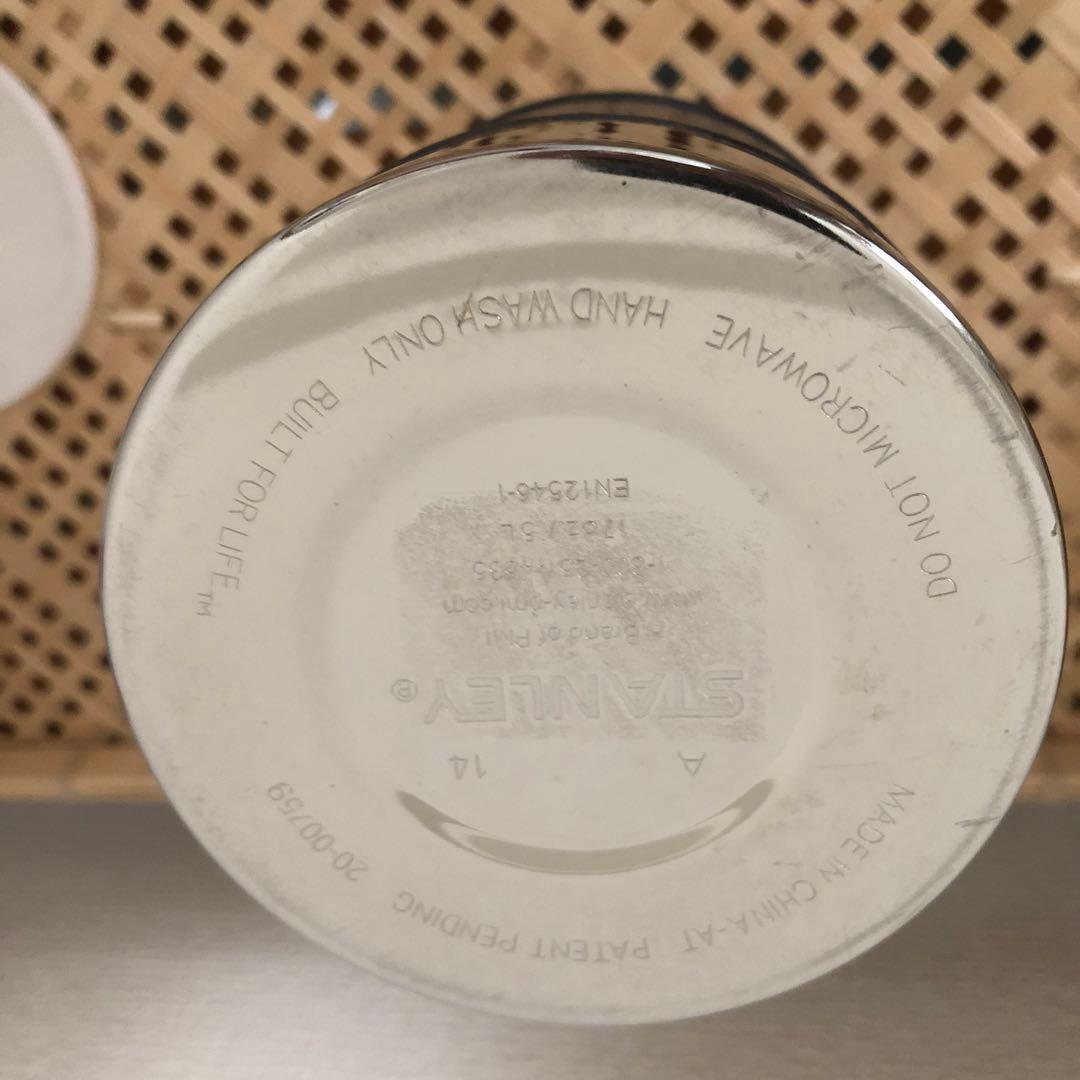 DO NOT MICROWAVE
HAND WASH ONLY
BUILT FOR LIFE™
A 14
STANLEY®
A Brand of PMI
EN12546-1
MADE IN CHINA-AT
PATENT PENDING
20-00759